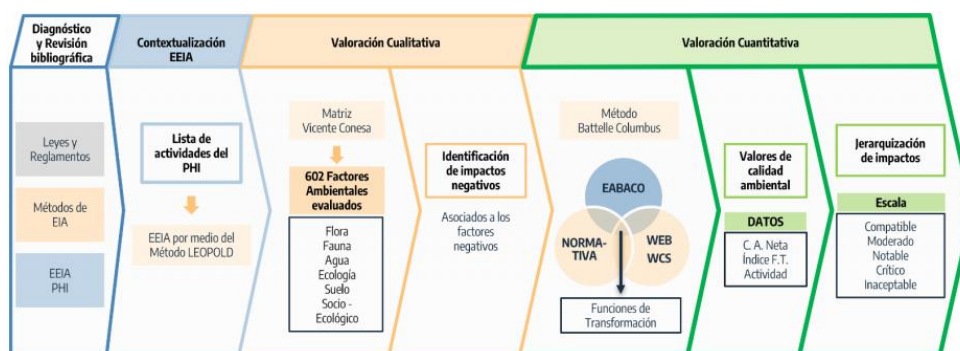 Diagnóstico
y Revisión
bibliográfica
Contextualización
EEIA
Valoración Cualitativa
Valoración Cuantitativa
Leyes y
Reglamentos
Métodos de
EIA
EEIA
PHI
Lista de
actividades del
PHI
EEIA por medio del
Método LEOPOLD
Matriz
Vicente Conesa
602 Factores
Ambientales
evaluados
Flora
Fauna
Agua
Ecología
Suelo
Socio -
Ecológico
Identificación
de impactos
negativos
Asociados a los
factores
negativos
Método
Battelle Columbus
EABACO
NORMA-
TIVA
WEB
WCS
Funciones de
Transformación
Valores de
calidad
ambiental
DATOS
C. A. Neta
Índice F.T.
Actividad
Jerarquización
de impactos
Escala
Compatible
Moderado
Notable
Crítico
Inaceptable